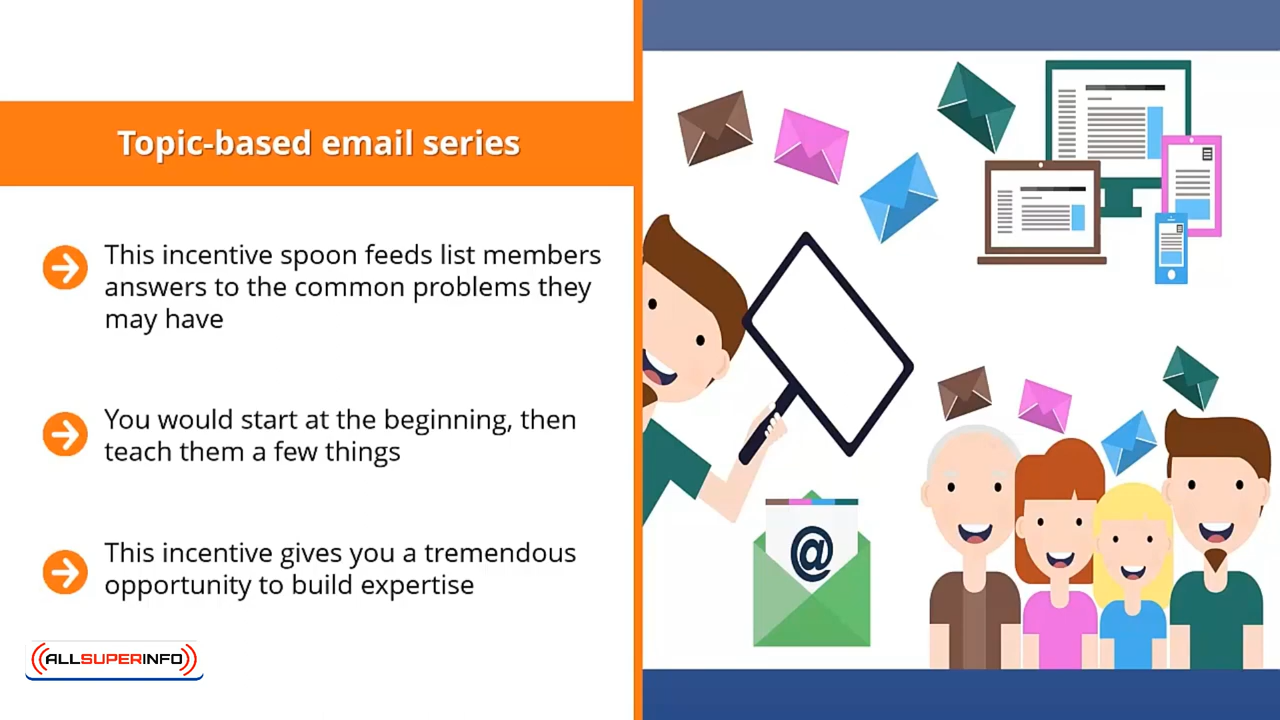 Topic-based email series
This incentive spoon feeds list members
answers to the common problems they
may have
You would start at the beginning, then
teach them a few things
This incentive gives you a tremendous
opportunity to build expertise
ALLSUPERINFO
@